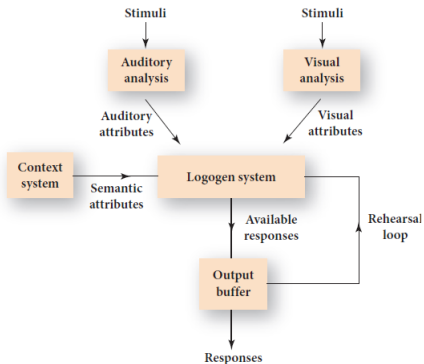 Stimuli
Stimuli
Auditory
analysis
Visual
analysis
Auditory
attributes
Visual
attributes
Context
system
Semantic
attributes
Logogen system
Available
responses
Rehearsal
loop
Output
buffer
Responses